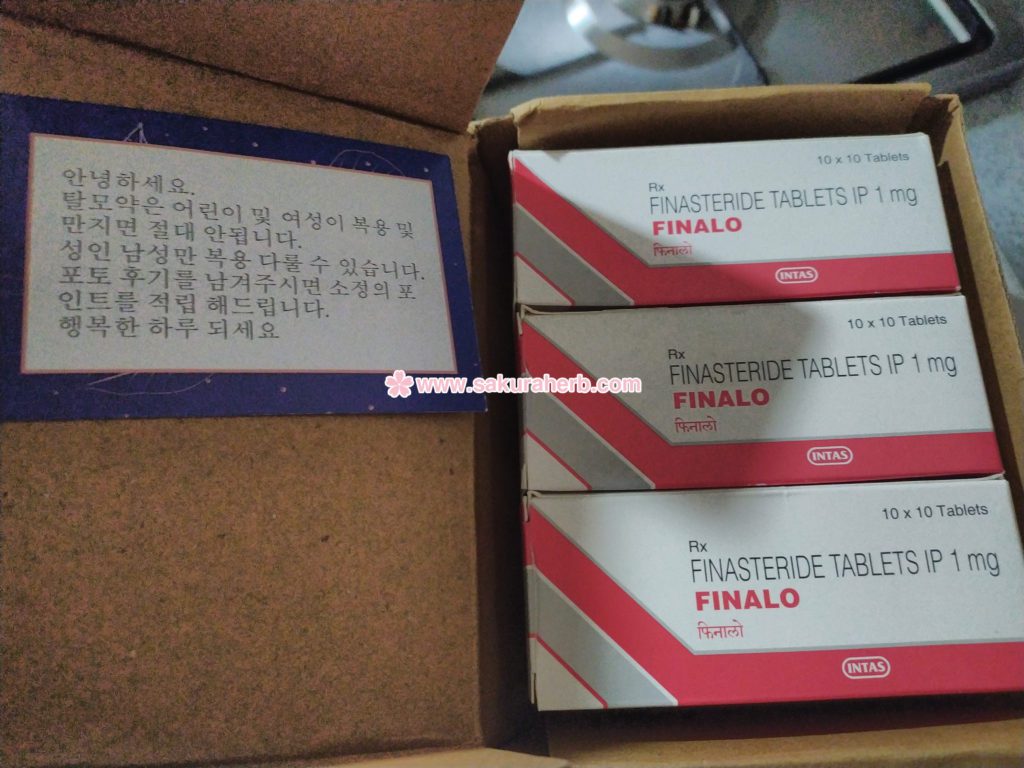 안녕하세요.
탈모약은 어린이 및 여성이 복용 및
만지면 절대 안됩니다.
성인 남성만 복용 다룰 수 있습니다.
포토 후기를 남겨주시면 소정의 포
인트를 적립 해드립니다.
행복한 하루 되세요
www.sakuraherb.com
10 x 10 Tablets
Rx
FINASTERIDE TABLETS IP 1 mg
FINALO
फिनालो
INTAS
10 x 10 Tablets
Rx
FINASTERIDE TABLETS IP 1 mg
FINALO
फिनालो
INTAS
10 x 10 Tablets
Rx
FINASTERIDE TABLETS IP 1 mg
FINALO
फिनालो
INTAS